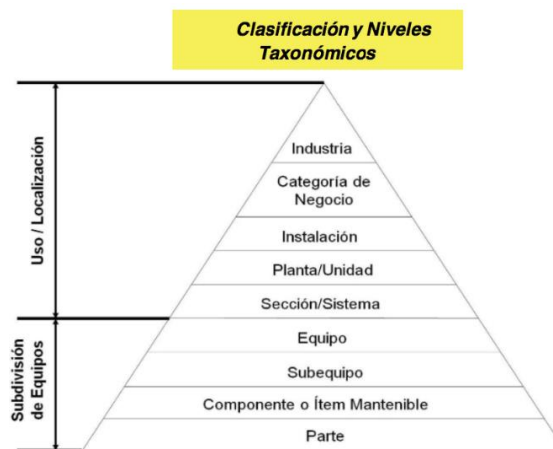 Clasificación y Niveles
Taxonómicos
Uso / Localización
Industria
Categoría de
Negocio
Instalación
Planta/Unidad
Sección/Sistema
Subdivisión
de Equipos
Equipo
Subequipo
Componente o Ítem Mantenible
Parte